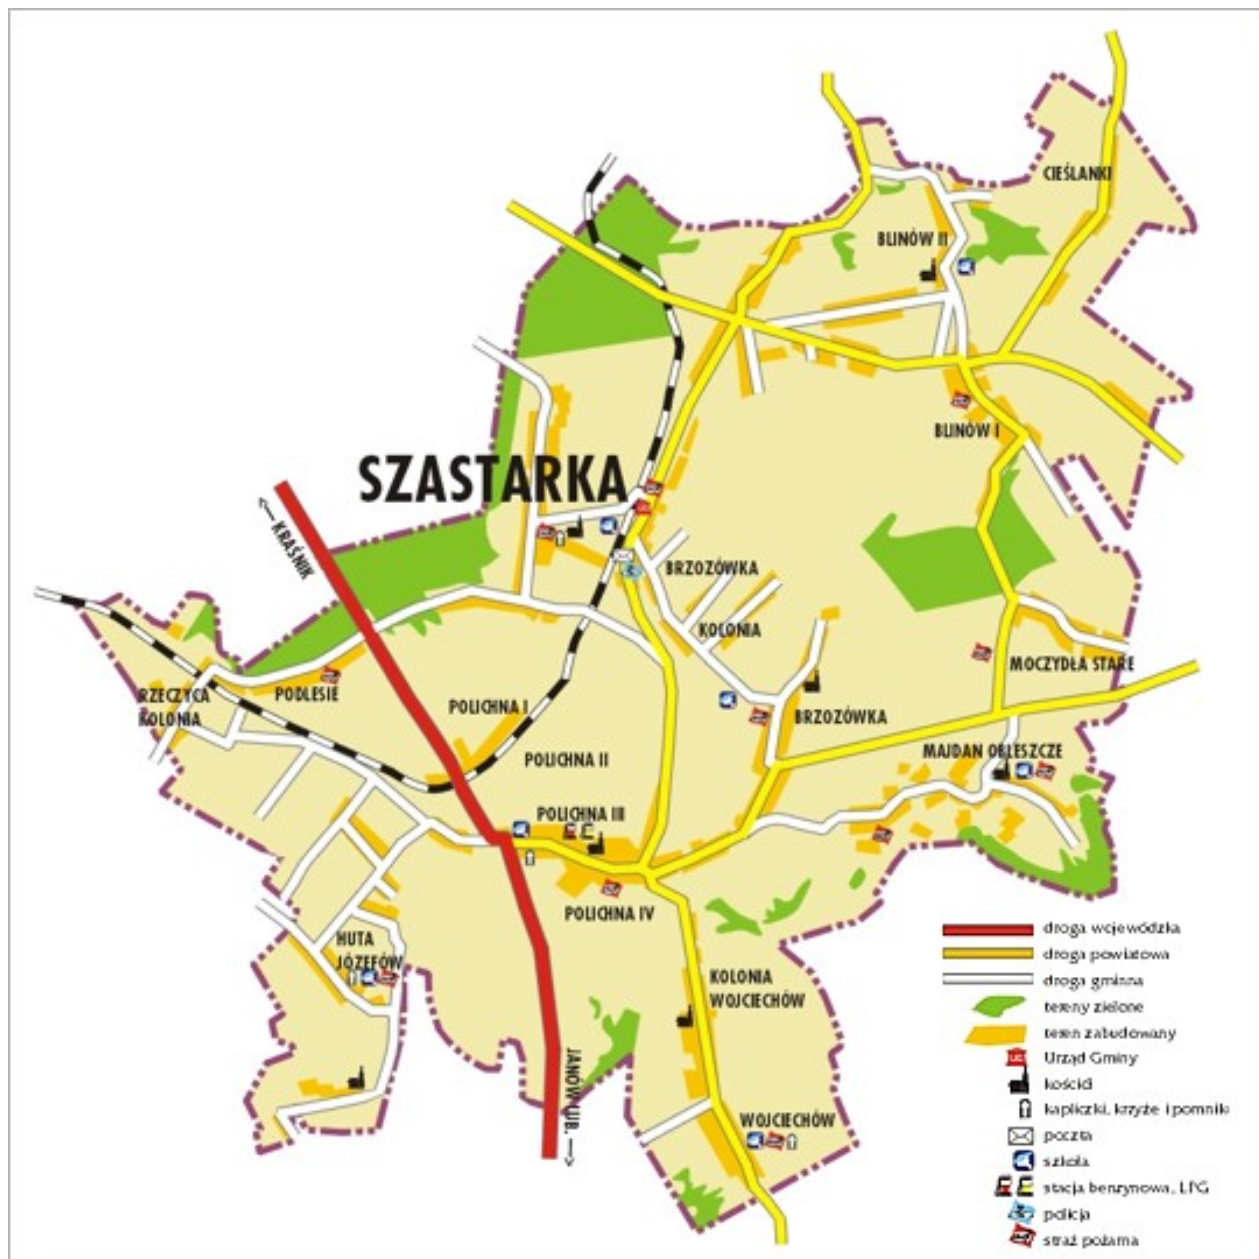 CIEŚLANKI
BLINÓW II
BLINÓW I
SZASTARKA
← KRAŚNIK
BRZOZÓWKA
KOLONIA
MOCZYDŁA STARE
RZECZYCA
KOLONIA
PODLESIE
POLICHNA I
BRZOZÓWKA
POLICHNA II
MAJDAN OBLESZCZE
POLICHNA III
POLICHNA IV
HUTA
JÓZEFÓW
KOLONIA
WOJCIECHÓW
JANÓW LUB. →
WOJCIECHÓW
droga wojewódzka
droga powiatowa
droga gminna
tereny zielone
teren zabudowany
Urząd Gminy
kościół
kapliczki, krzyże i pomniki
poczta
szkoła
stacja benzynowa, LPG
policja
straż pożarna